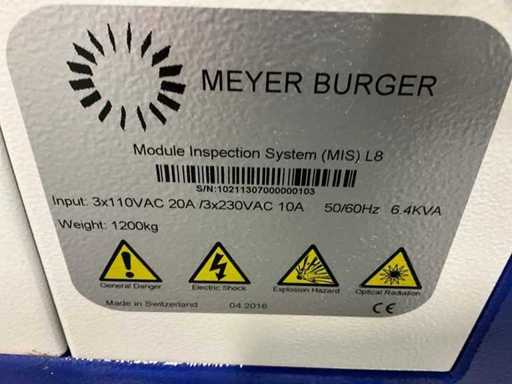 MEYER BURGER
Module Inspection System (MIS) L8
S/N:10211307000000103
Input: 3x110VAC 20A /3x230VAC 10A 50/60Hz 6.4KVA
Weight: 1200kg
General Danger Electric Shock Explosion Hazard Optical Radiation
Made in Switzerland 04.2016 CE